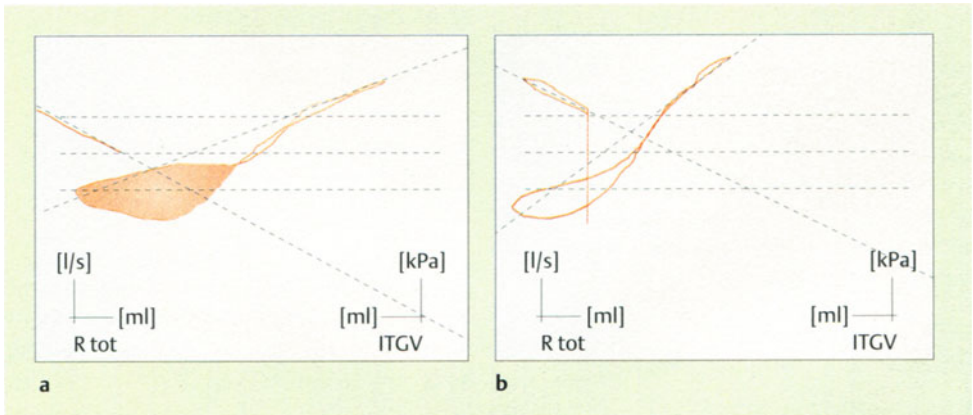 [l/s] [kPa]
[ml] [ml]
R tot ITGV
a
[l/s] [kPa]
[ml] [ml]
R tot ITGV
b